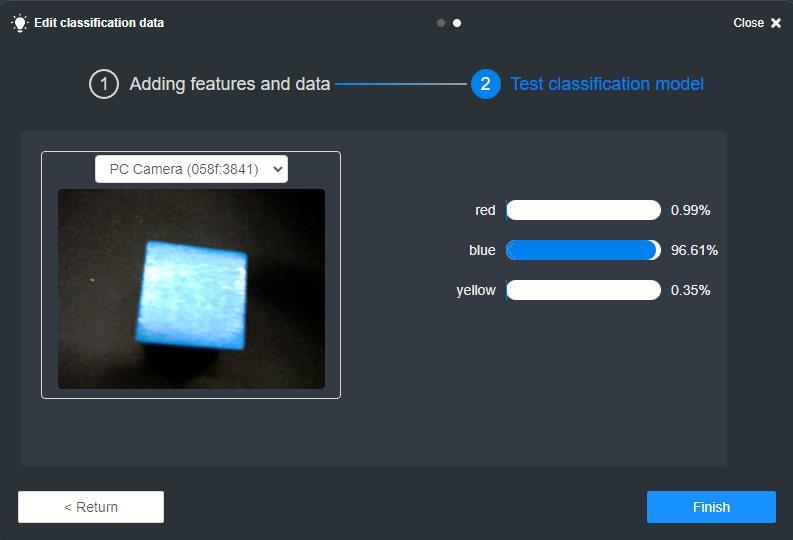 Edit classification data
Close ×
1 Adding features and data 2 Test classification model
PC Camera (058f:3841)
red 0.99%
blue 96.61%
yellow 0.35%
< Return
Finish